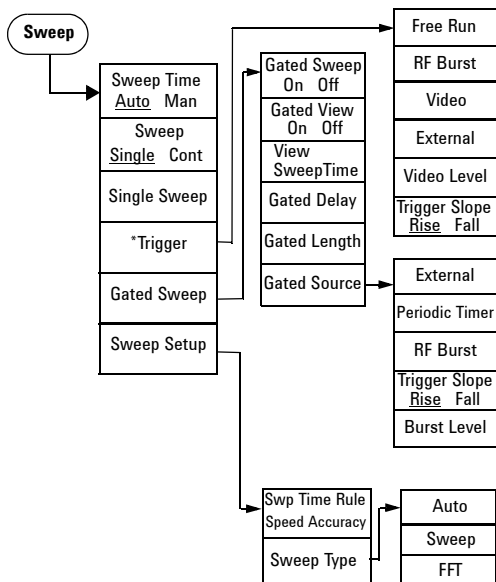 Sweep
Sweep Time
Auto Man
Sweep
Single Cont
Single Sweep
*Trigger
Gated Sweep
Sweep Setup
Gated Sweep
On Off
Gated View
On Off
View
SweepTime
Gated Delay
Gated Length
Gated Source
Free Run
RF Burst
Video
External
Video Level
Trigger Slope
Rise Fall
External
Periodic Timer
RF Burst
Trigger Slope
Rise Fall
Burst Level
Swp Time Rule
Speed Accuracy
Sweep Type
Auto
Sweep
FFT